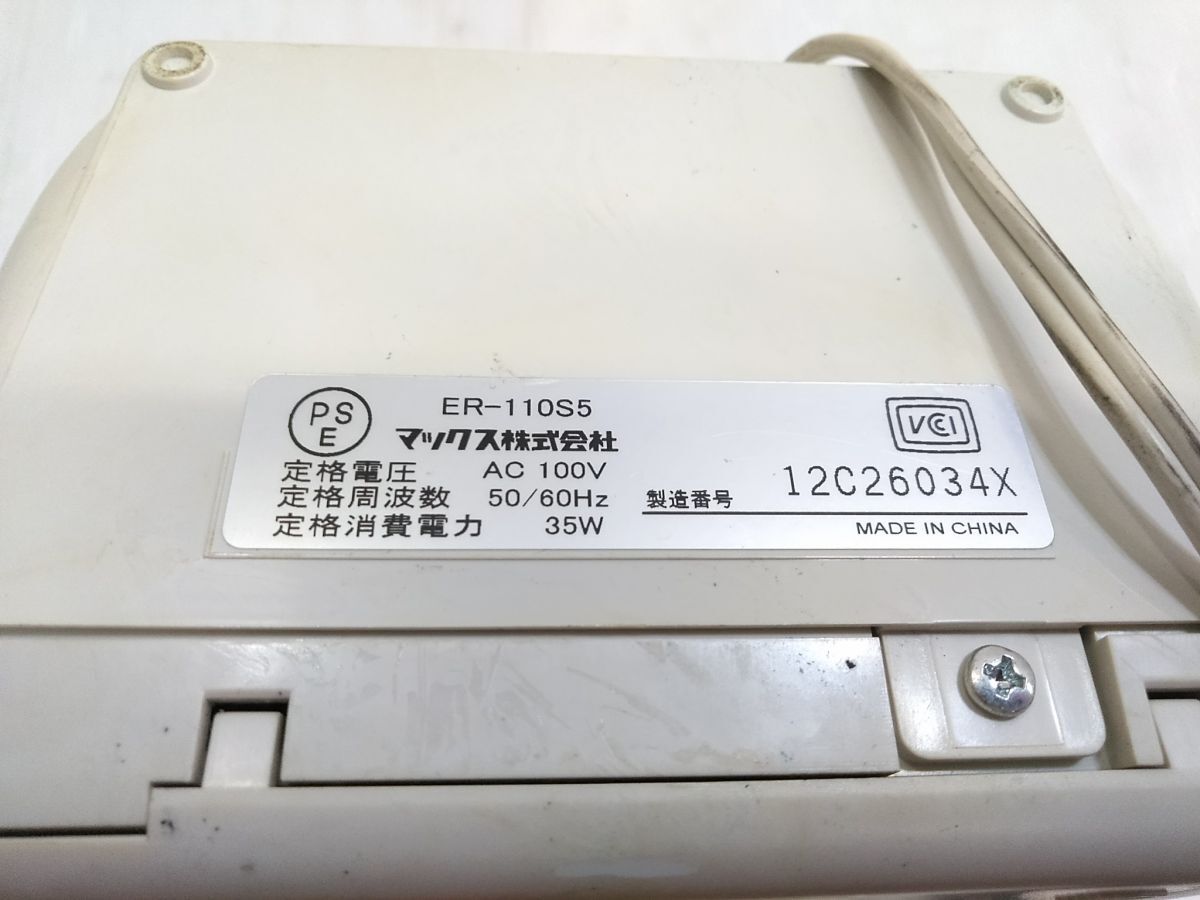 PS
E
ER-110S5
マックス株式会社
定格電圧 AC 100V
定格周波数 50/60Hz
定格消費電力 35W
VCCI
製造番号 12C26034X
MADE IN CHINA